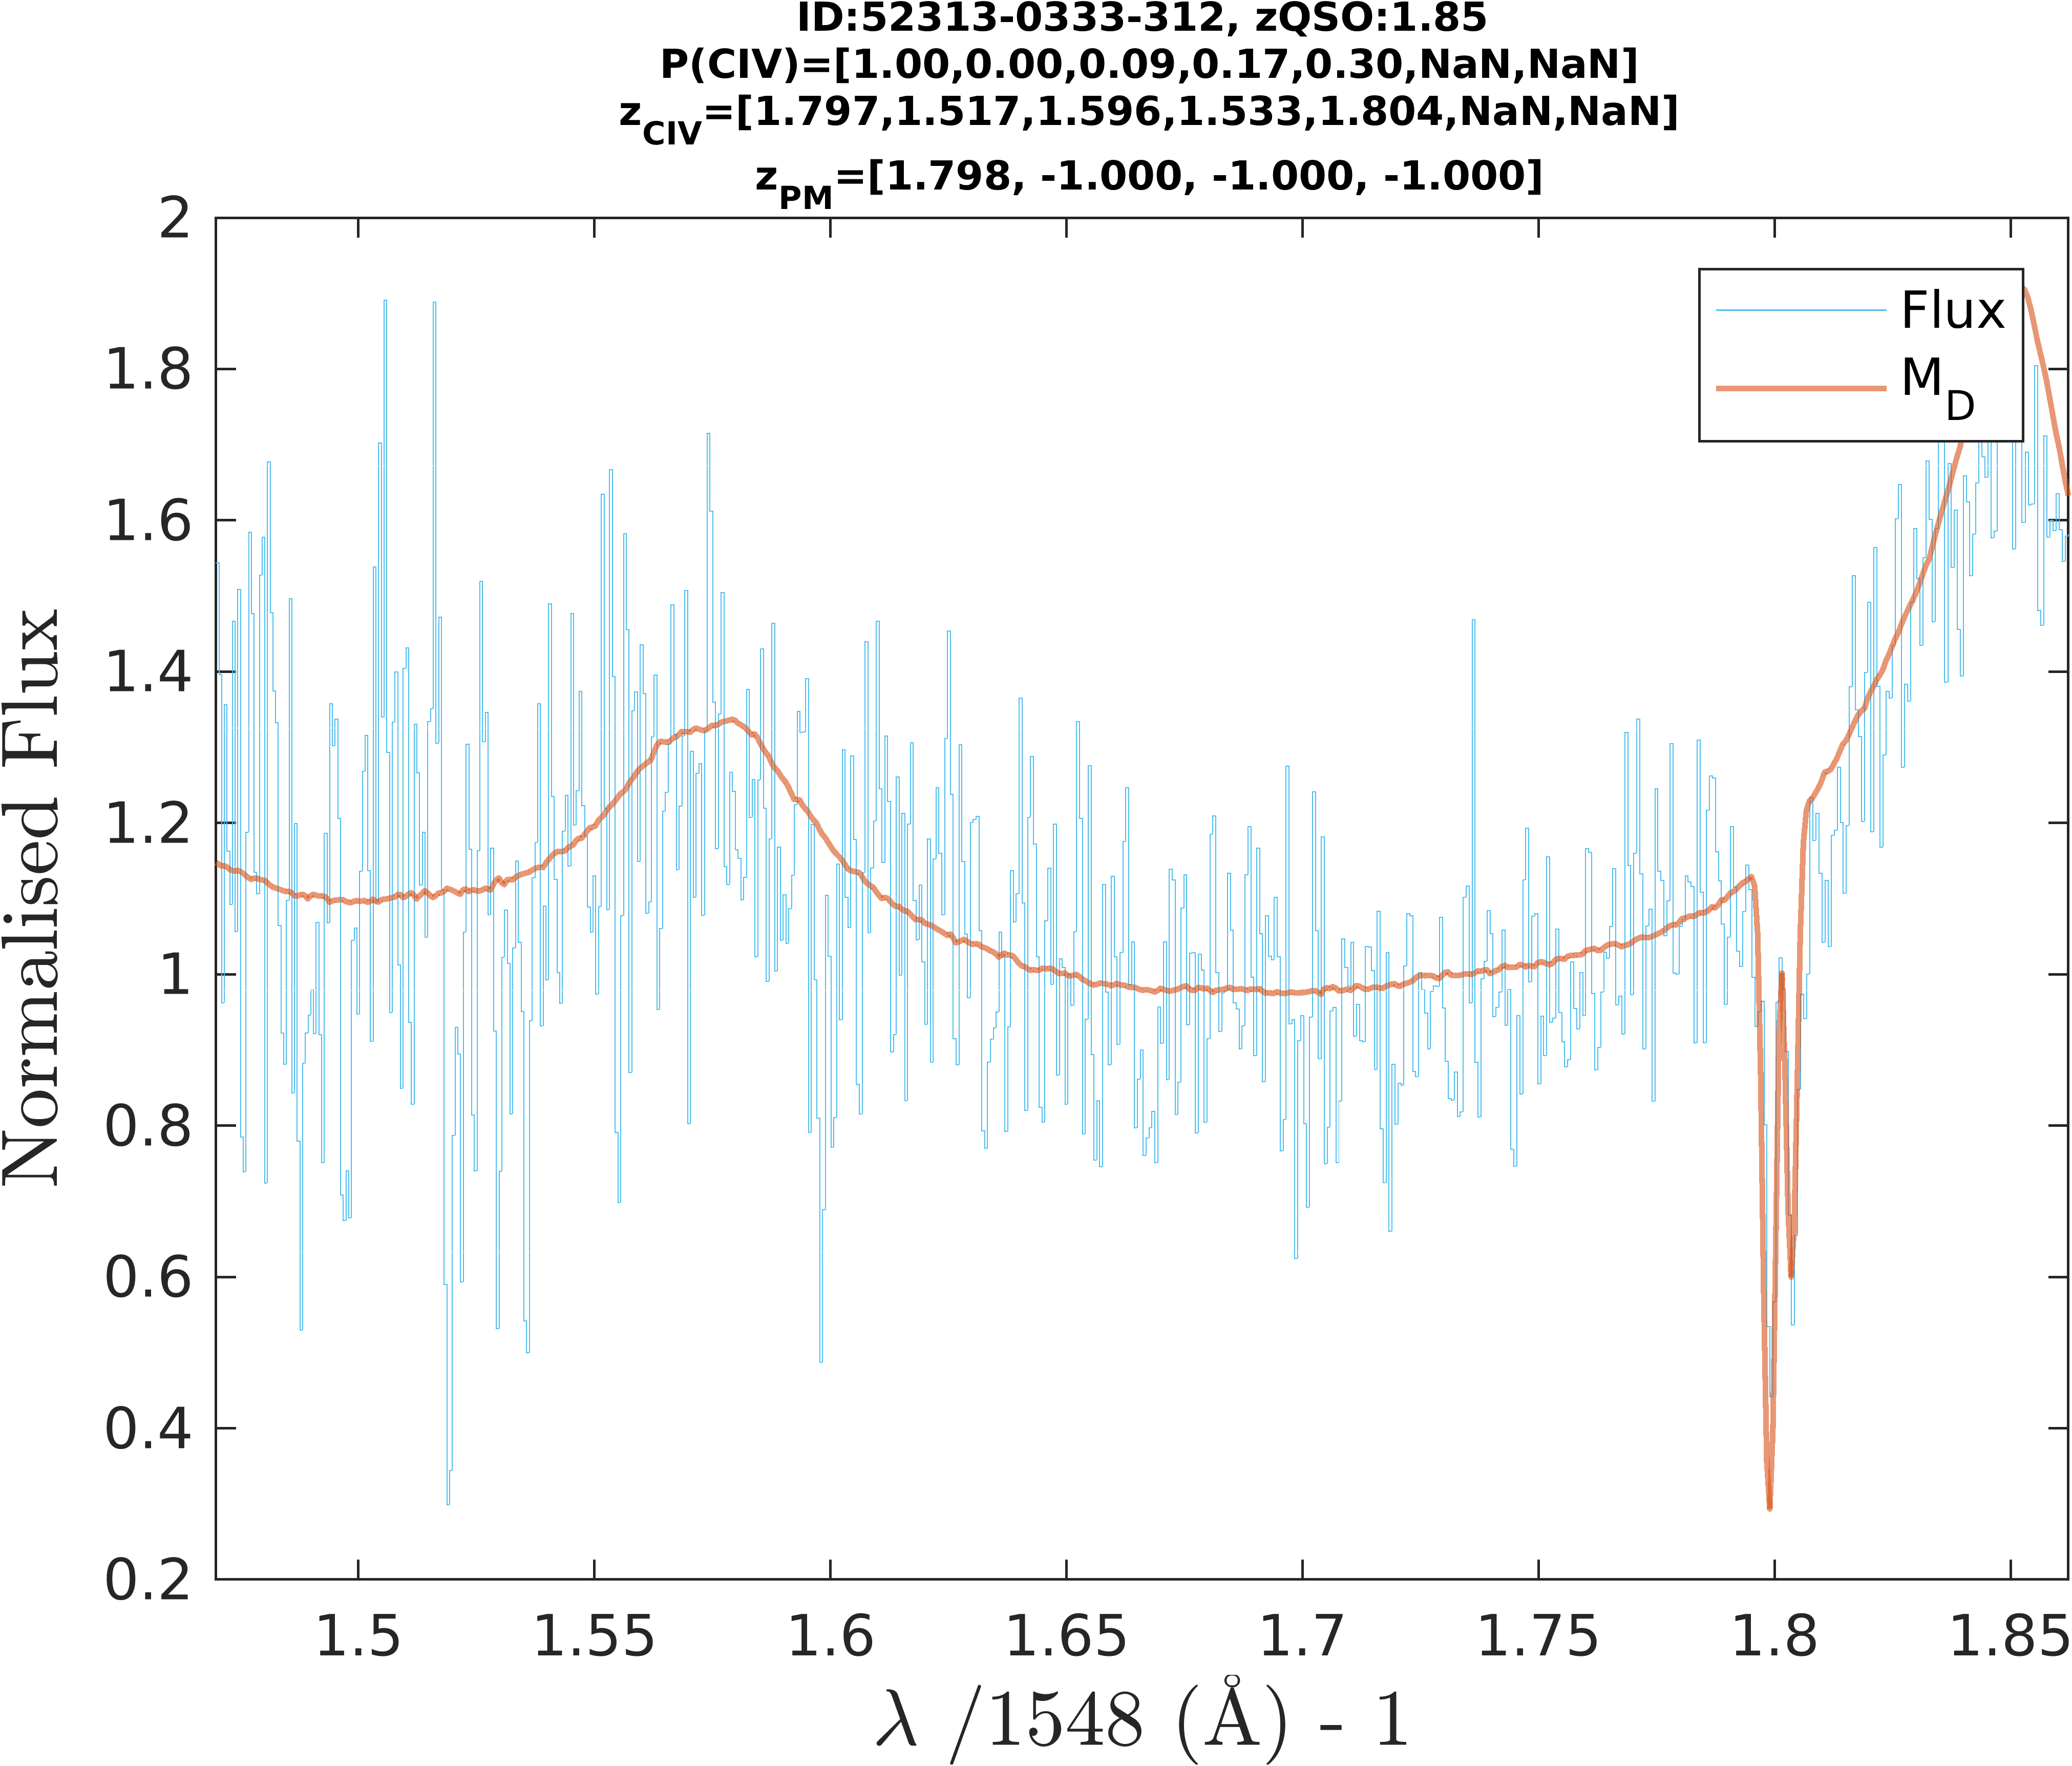 ID:52313-0333-312, zQSO:1.85
P(CIV)=[1.00,0.00,0.09,0.17,0.30,NaN,NaN]
zCIV=[1.797,1.517,1.596,1.533,1.804,NaN,NaN]
zPM=[1.798, -1.000, -1.000, -1.000]
2
1.8
1.6
1.4
1.2
1
0.8
0.6
0.4
0.2
Normalised Flux
Flux
MD
1.5
1.55
1.6
1.65
1.7
1.75
1.8
1.85
λ /1548 (Å) - 1